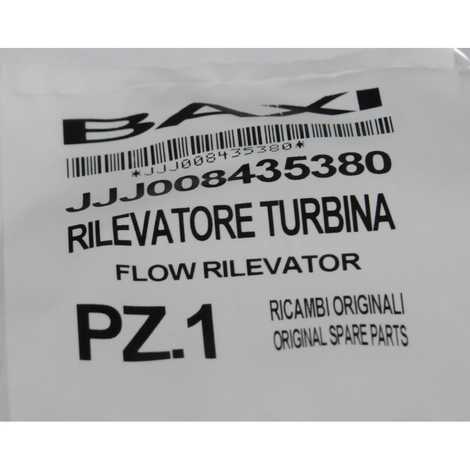 BAXI
*JJJ008435380*
JJJ008435380
RILEVATORE TURBINA
FLOW RILEVATOR
PZ.1
RICAMBI ORIGINALI
ORIGINAL SPARE PARTS